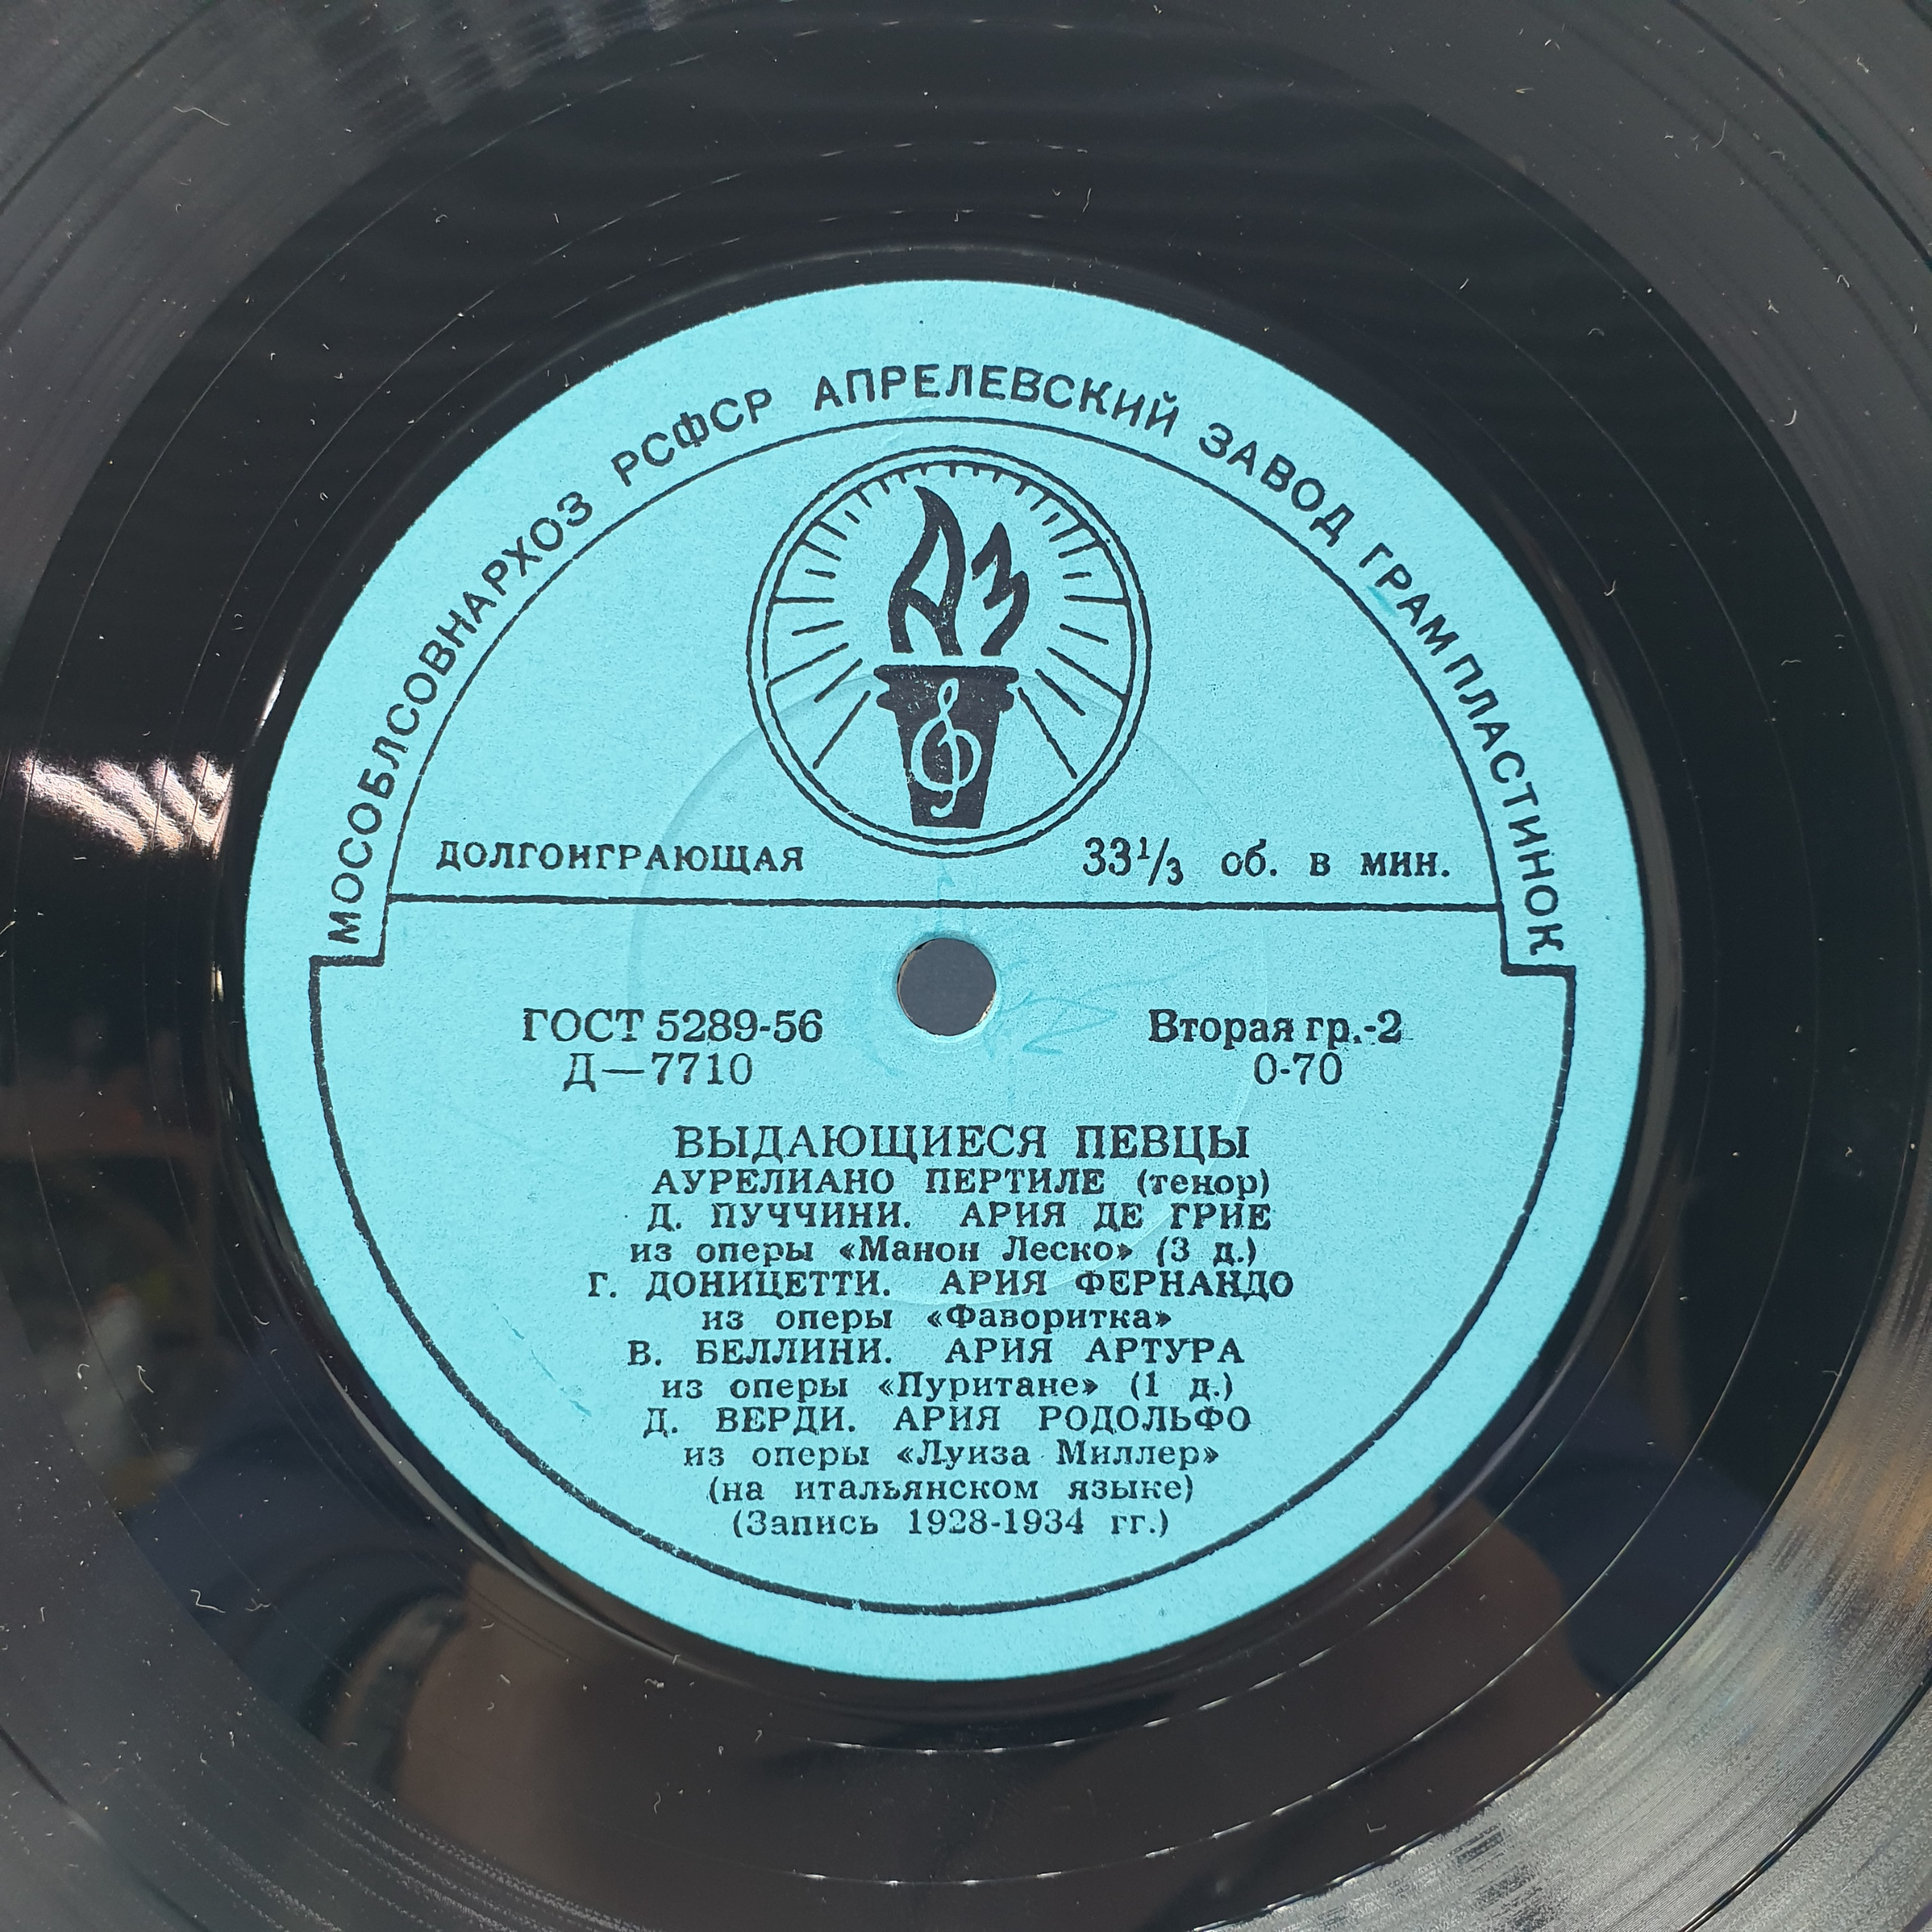 МОСОБЛСОВНАРХОЗ РСФСР АПРЕЛЕВСКИЙ ЗАВОД ГРАМПЛАСТИНОК
АЗ
ДОЛГОИГРАЮЩАЯ 33⅓ об. в мин.
ГОСТ 5289-56 Вторая гр.-2
Д—7710 0-70
ВЫДАЮЩИЕСЯ ПЕВЦЫ
АУРЕЛИАНО ПЕРТИЛЕ (тенор)
Д. ПУЧЧИНИ. АРИЯ ДЕ ГРИЕ
из оперы «Манон Леско» (3 д.)
Г. ДОНИЦЕТТИ. АРИЯ ФЕРНАНДО
из оперы «Фаворитка»
В. БЕЛЛИНИ. АРИЯ АРТУРА
из оперы «Пуритане» (1 д.)
Д. ВЕРДИ. АРИЯ РОДОЛЬФО
из оперы «Луиза Миллер»
(на итальянском языке)
(Запись 1928-1934 гг.)